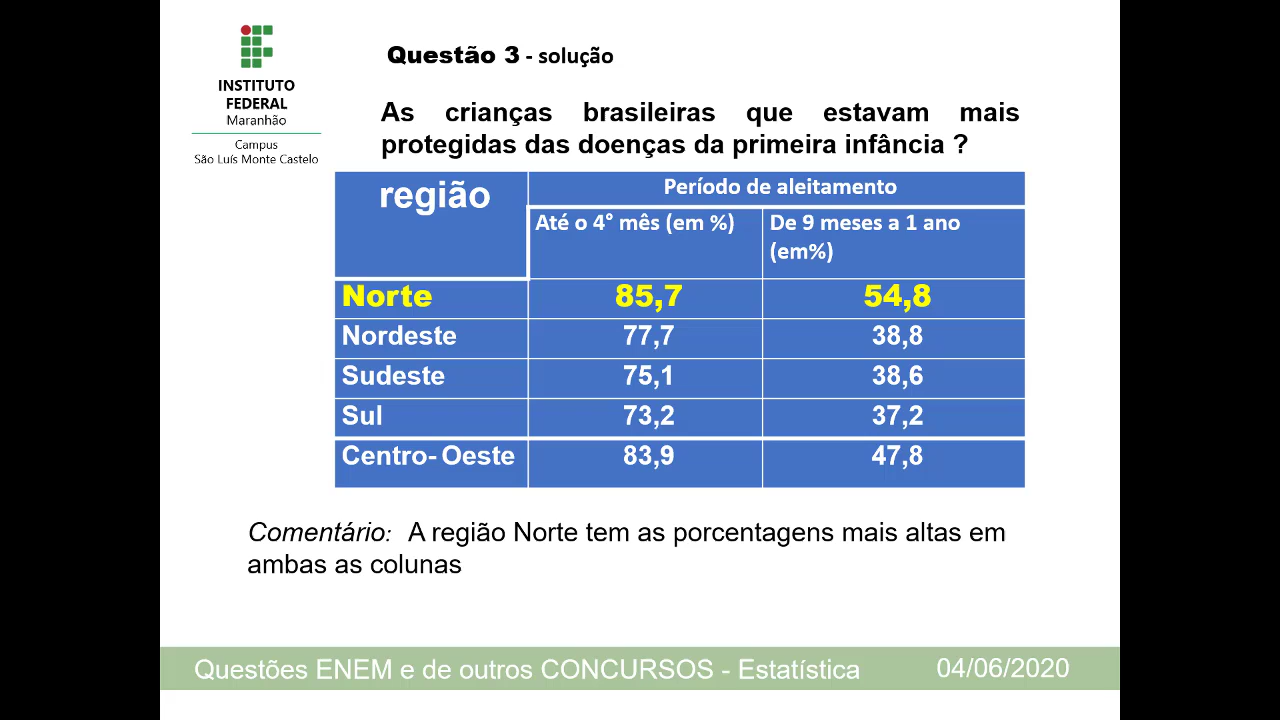 INSTITUTO
FEDERAL
Maranhão
Campus
São Luís Monte Castelo
Questão 3 - solução
As crianças brasileiras que estavam mais
protegidas das doenças da primeira infância ?
região
Período de aleitamento
Até o 4° mês (em %)
De 9 meses a 1 ano
(em%)
Norte 85,7 54,8
Nordeste 77,7 38,8
Sudeste 75,1 38,6
Sul 73,2 37,2
Centro- Oeste 83,9 47,8
Comentário: A região Norte tem as porcentagens mais altas em
ambas as colunas
Questões ENEM e de outros CONCURSOS - Estatística 04/06/2020